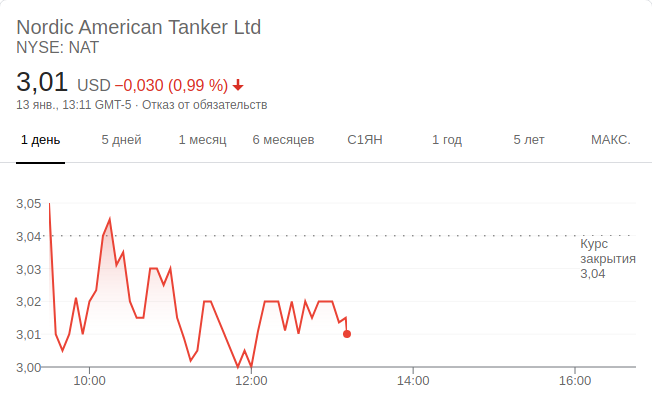 Nordic American Tanker Ltd
NYSE: NAT
3,01 USD −0,030 (0,99 %)
13 янв., 13:11 GMT-5 · Отказ от обязательств
1 день 5 дней 1 месяц 6 месяцев С1ЯН 1 год 5 лет МАКС.
3,05
3,04
Курс
закрытия
3,03
3,04
3,02
3,01
3,00
10:00 12:00 14:00 16:00